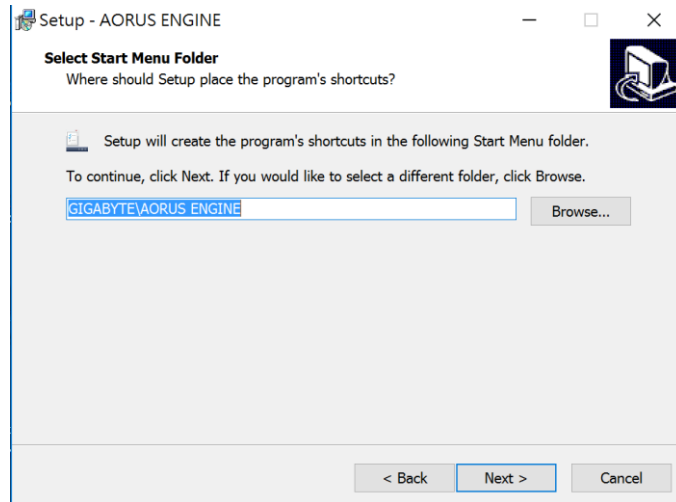 Setup - AORUS ENGINE
Select Start Menu Folder
Where should Setup place the program's shortcuts?
Setup will create the program's shortcuts in the following Start Menu folder.
To continue, click Next. If you would like to select a different folder, click Browse.
GIGABYTE\AORUS ENGINE
Browse...
< Back
Next >
Cancel